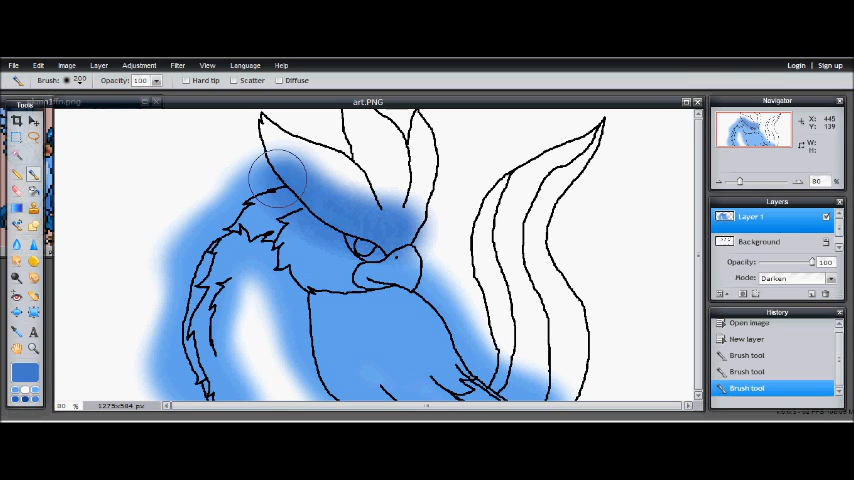 File Edit Image Layer Adjustment Filter View Language Help Login | Sign up
Brush: 200 Opacity: 100 Hard tip Scatter Diffuse
Tools
art.PNG
Navigator
X: 445
Y: 139
W:
H:
80 %
Layers
Layer 1
Background
Opacity: 100
Mode: Darken
History
Open image
New layer
Brush tool
Brush tool
Brush tool
80 % 1275x584 px